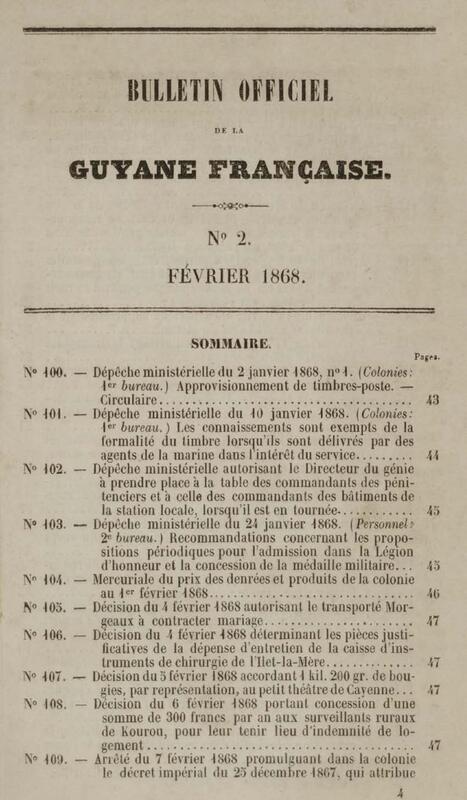 BULLETIN OFFICIEL
DE LA
GUYANE FRANÇAISE.
Nº 2.
FÉVRIER 1868.
SOMMAIRE.
Pages.
Nº 100. — Dépêche ministérielle du 2 janvier 1868, nº 1. (Colonies:
1er bureau.) Approvisionnement de timbres-poste. —
Circulaire........................................ 43
Nº 101. — Dépêche ministérielle du 10 janvier 1868. (Colonies:
1er bureau.) Les connaissements sont exempts de la
formalité du timbre lorsqu'ils sont délivrés par des
agents de la marine dans l'intérêt du service......... 44
Nº 102. — Dépêche ministérielle autorisant le Directeur du génie
à prendre place à la table des commandants des péni-
tenciers et à celle des commandants des bâtiments de
la station locale, lorsqu'il est en tournée............ 45
Nº 103. — Dépêche ministérielle du 24 janvier 1868. (Personnel:
2e bureau.) Recommandations concernant les propo-
sitions périodiques pour l'admission dans la Légion
d'honneur et la concession de la médaille militaire... 45
Nº 104. — Mercuriale du prix des denrées et produits de la colonie
au 1er février 1868............................... 46
Nº 105. — Décision du 4 février 1868 autorisant le transporté Mor-
geaux à contracter mariage....................... 47
Nº 106. — Décision du 4 février 1868 déterminant les pièces justi-
ficatives de la dépense d'entretien de la caisse d'ins-
truments de chirurgie de l'Ilet-la-Mère............. 47
Nº 107. — Décision du 5 février 1868 accordant 1 kil. 200 gr. de bou-
gies, par représentation, au petit théâtre de Cayenne... 47
Nº 108. — Décision du 6 février 1868 portant concession d'une
somme de 300 francs par an aux surveillants ruraux
de Kourou, pour leur tenir lieu d'indemnité de lo-
gement.......................................... 47
Nº 109. — Arrêté du 7 février 1868 promulguant dans la colonie
le décret impérial du 25 décembre 1867, qui attribue
4